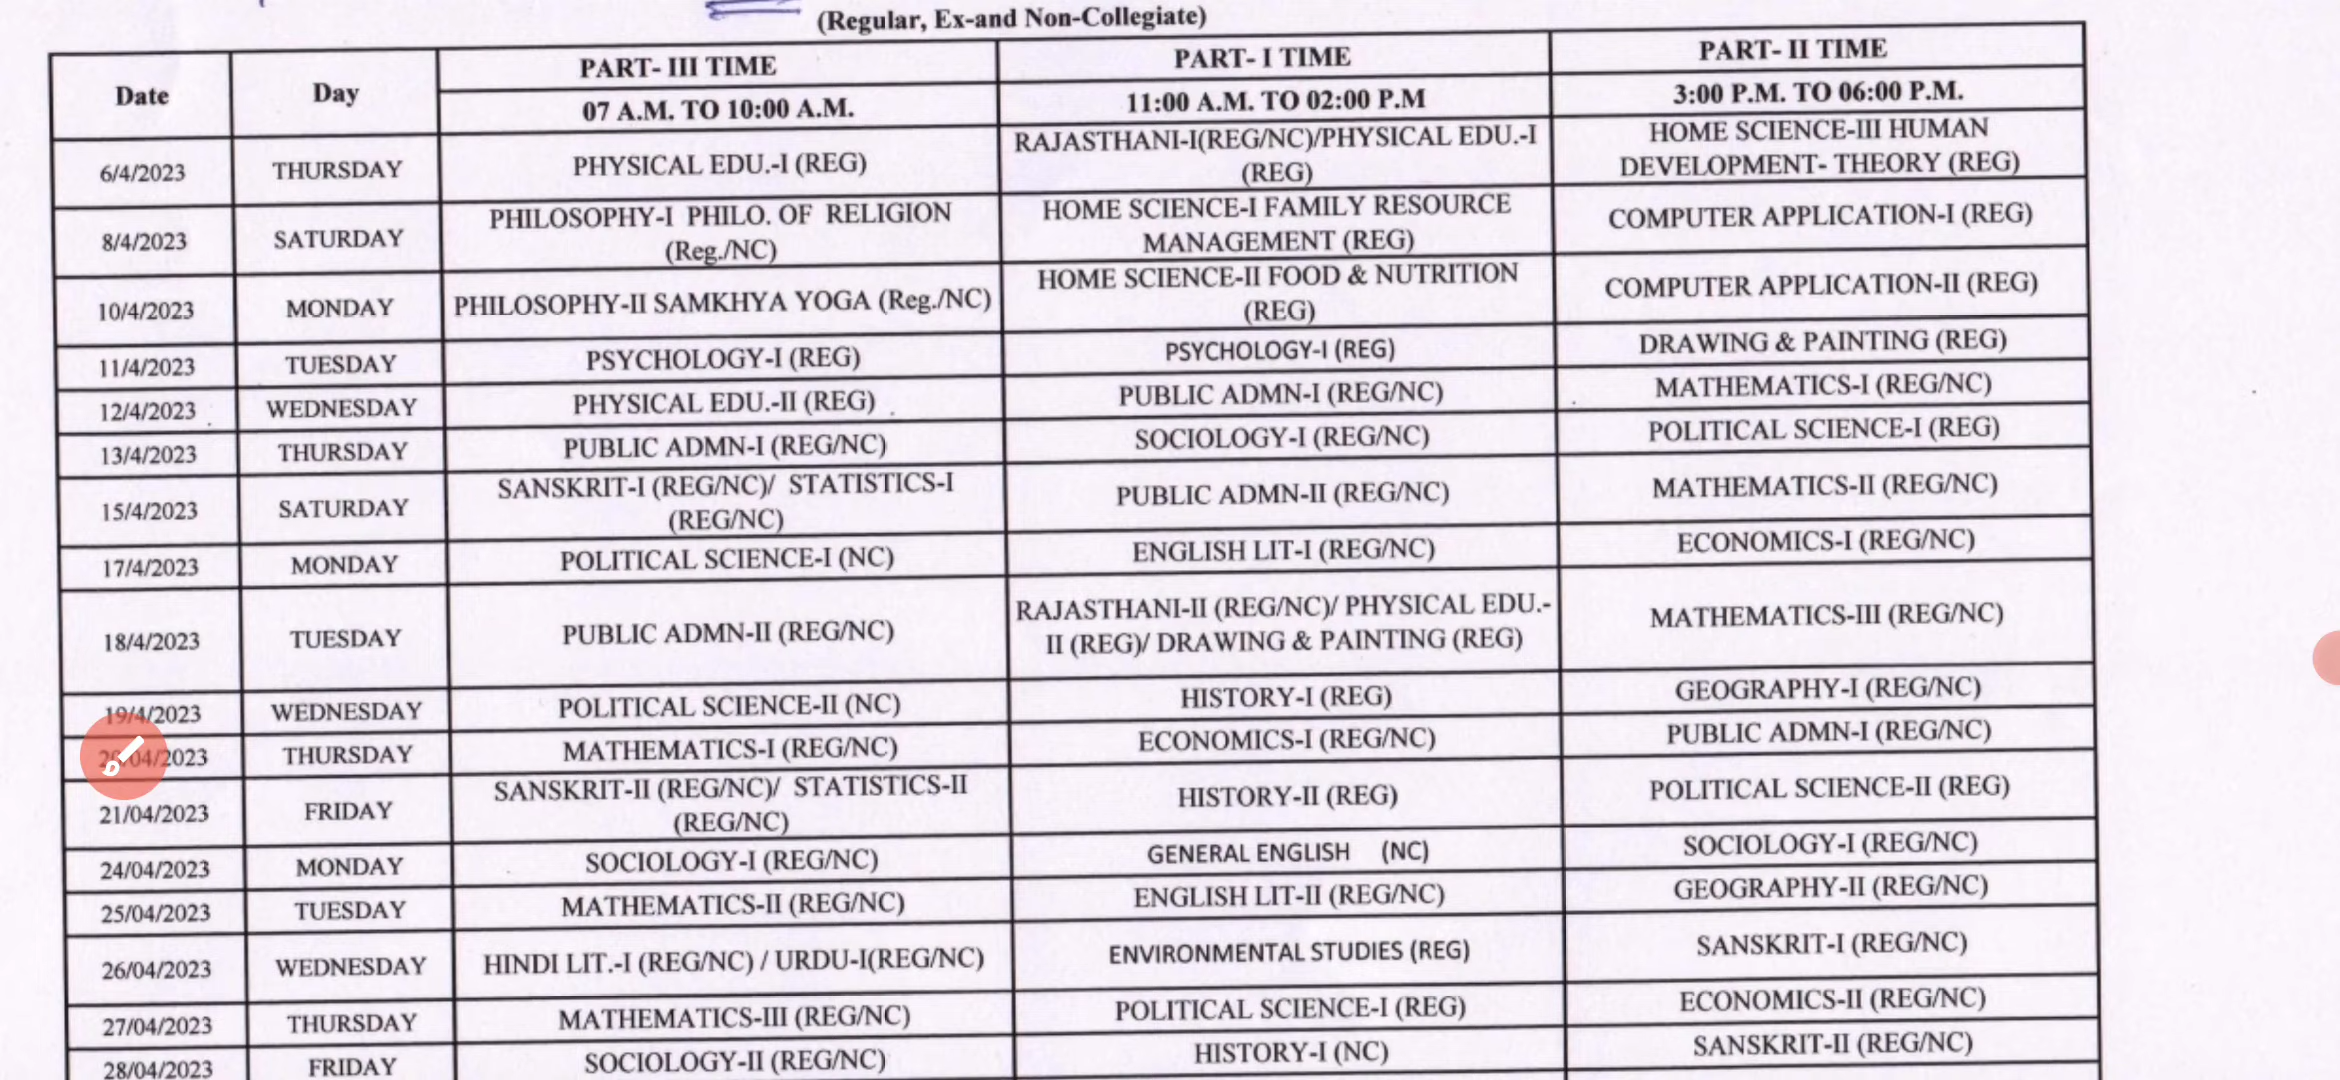 (Regular, Ex-and Non-Collegiate)
Date Day PART- III TIME PART- I TIME PART- II TIME
07 A.M. TO 10:00 A.M. 11:00 A.M. TO 02:00 P.M 3:00 P.M. TO 06:00 P.M.
6/4/2023 THURSDAY PHYSICAL EDU.-I (REG) RAJASTHANI-I(REG/NC)/PHYSICAL EDU.-I (REG) HOME SCIENCE-III HUMAN DEVELOPMENT- THEORY (REG)
8/4/2023 SATURDAY PHILOSOPHY-I PHILO. OF RELIGION (Reg./NC) HOME SCIENCE-I FAMILY RESOURCE MANAGEMENT (REG) COMPUTER APPLICATION-I (REG)
10/4/2023 MONDAY PHILOSOPHY-II SAMKHYA YOGA (Reg./NC) HOME SCIENCE-II FOOD & NUTRITION (REG) COMPUTER APPLICATION-II (REG)
11/4/2023 TUESDAY PSYCHOLOGY-I (REG) PSYCHOLOGY-I (REG) DRAWING & PAINTING (REG)
12/4/2023 WEDNESDAY PHYSICAL EDU.-II (REG) PUBLIC ADMN-I (REG/NC) MATHEMATICS-I (REG/NC)
13/4/2023 THURSDAY PUBLIC ADMN-I (REG/NC) SOCIOLOGY-I (REG/NC) POLITICAL SCIENCE-I (REG)
15/4/2023 SATURDAY SANSKRIT-I (REG/NC)/ STATISTICS-I (REG/NC) PUBLIC ADMN-II (REG/NC) MATHEMATICS-II (REG/NC)
17/4/2023 MONDAY POLITICAL SCIENCE-I (NC) ENGLISH LIT-I (REG/NC) ECONOMICS-I (REG/NC)
18/4/2023 TUESDAY PUBLIC ADMN-II (REG/NC) RAJASTHANI-II (REG/NC)/ PHYSICAL EDU.-II (REG)/ DRAWING & PAINTING (REG) MATHEMATICS-III (REG/NC)
19/4/2023 WEDNESDAY POLITICAL SCIENCE-II (NC) HISTORY-I (REG) GEOGRAPHY-I (REG/NC)
20/04/2023 THURSDAY MATHEMATICS-I (REG/NC) ECONOMICS-I (REG/NC) PUBLIC ADMN-I (REG/NC)
21/04/2023 FRIDAY SANSKRIT-II (REG/NC)/ STATISTICS-II (REG/NC) HISTORY-II (REG) POLITICAL SCIENCE-II (REG)
24/04/2023 MONDAY SOCIOLOGY-I (REG/NC) GENERAL ENGLISH (NC) SOCIOLOGY-I (REG/NC)
25/04/2023 TUESDAY MATHEMATICS-II (REG/NC) ENGLISH LIT-II (REG/NC) GEOGRAPHY-II (REG/NC)
26/04/2023 WEDNESDAY HINDI LIT.-I (REG/NC) / URDU-I(REG/NC) ENVIRONMENTAL STUDIES (REG) SANSKRIT-I (REG/NC)
27/04/2023 THURSDAY MATHEMATICS-III (REG/NC) POLITICAL SCIENCE-I (REG) ECONOMICS-II (REG/NC)
28/04/2023 FRIDAY SOCIOLOGY-II (REG/NC) HISTORY-I (NC) SANSKRIT-II (REG/NC)